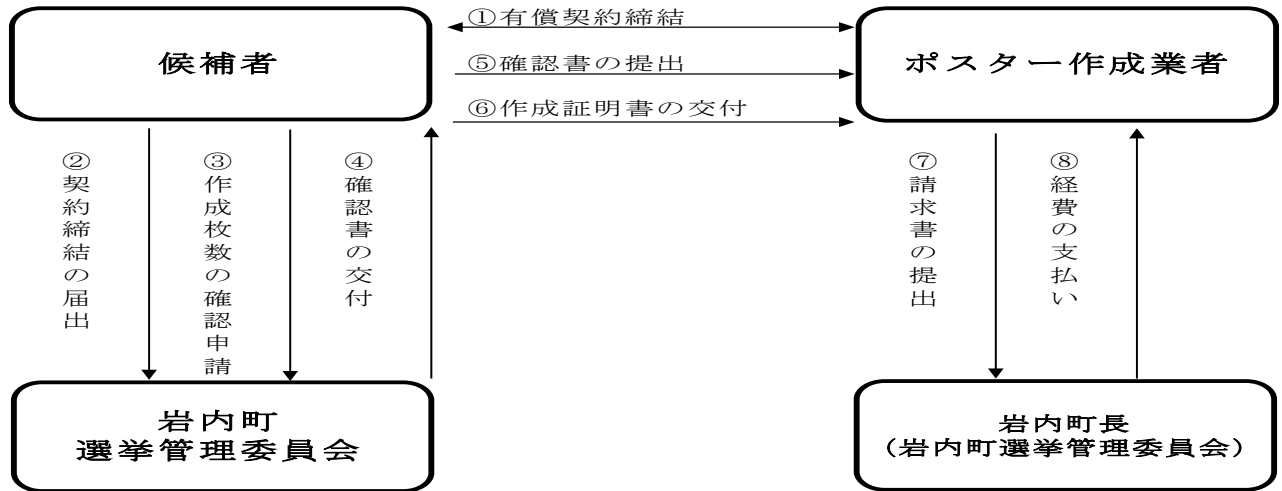 候補者
①有償契約締結
⑤確認書の提出
⑥作成証明書の交付
ポスター作成業者
②契約締結の届出
③作成枚数の確認申請
④確認書の交付
⑦請求書の提出
⑧経費の支払い
岩内町
選挙管理委員会
岩内町長
(岩内町選挙管理委員会)